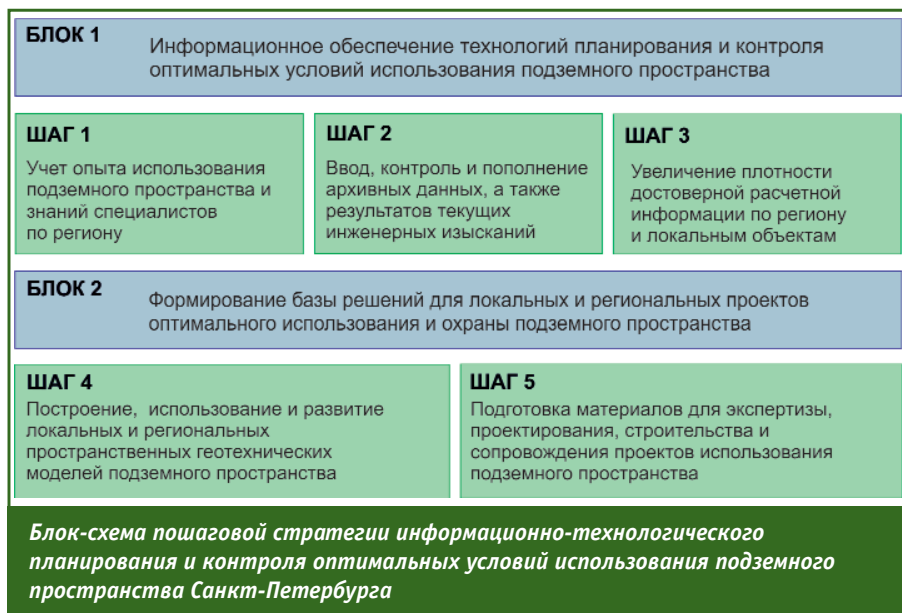 БЛОК 1
Информационное обеспечение технологий планирования и контроля
оптимальных условий использования подземного пространства
ШАГ 1
Учет опыта использования
подземного пространства и
знаний специалистов
по региону
ШАГ 2
Ввод, контроль и пополнение
архивных данных, а также
результатов текущих
инженерных изысканий
ШАГ 3
Увеличение плотности
достоверной расчетной
информации по региону
и локальным объектам
БЛОК 2
Формирование базы решений для локальных и региональных проектов
оптимального использования и охраны подземного пространства
ШАГ 4
Построение, использование и развитие
локальных и региональных
пространственных геотехнических
моделей подземного пространства
ШАГ 5
Подготовка материалов для экспертизы,
проектирования, строительства и
сопровождения проектов использования
подземного пространства
Блок-схема пошаговой стратегии информационно-технологического
планирования и контроля оптимальных условий использования подземного
пространства Санкт-Петербурга